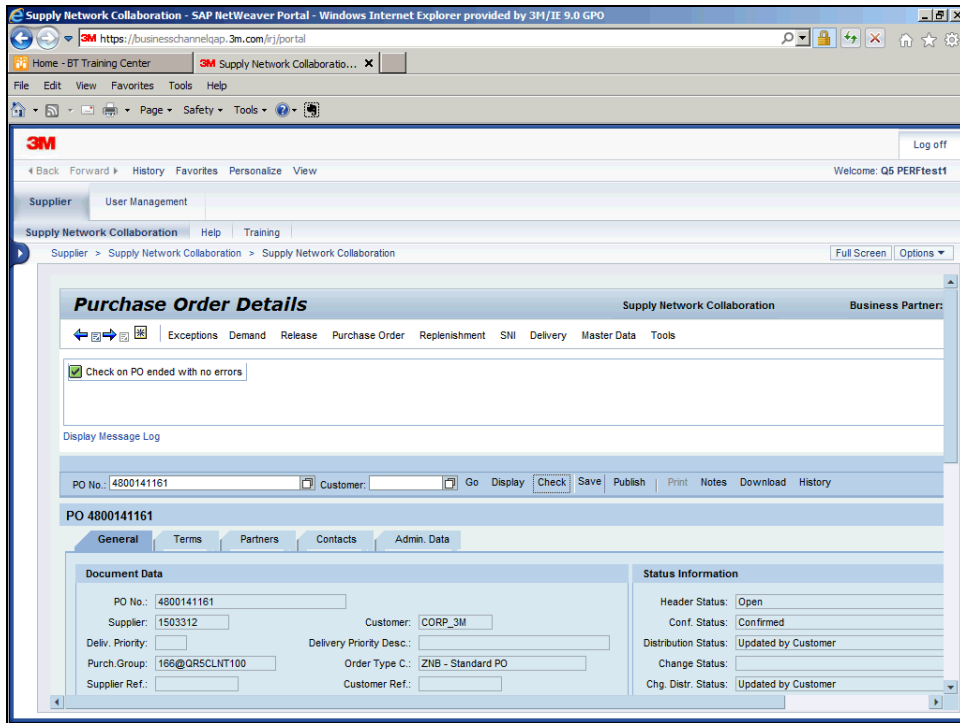 Supply Network Collaboration - SAP NetWeaver Portal - Windows Internet Explorer provided by 3M/IE 9.0 GPO
3M https://businesschannelqap.3m.com/irj/portal
Home - BT Training Center
3M Supply Network Collaboratio... X
File Edit View Favorites Tools Help
Page Safety Tools
3M
Log off
Back Forward History Favorites Personalize View
Welcome: Q5 PERFtest1
Supplier User Management
Supply Network Collaboration Help Training
Supplier > Supply Network Collaboration > Supply Network Collaboration
Full Screen Options
Purchase Order Details
Supply Network Collaboration Business Partner:
Exceptions Demand Release Purchase Order Replenishment SNI Delivery Master Data Tools
Check on PO ended with no errors
Display Message Log
PO No.: 4800141161 Customer: Go Display Check Save Publish Print Notes Download History
PO 4800141161
General Terms Partners Contacts Admin. Data
Document Data
PO No.: 4800141161
Supplier: 1503312 Customer: CORP_3M
Deliv. Priority: Delivery Priority Desc.:
Purch.Group: 166@QR5CLNT100 Order Type C.: ZNB - Standard PO
Supplier Ref.: Customer Ref.:
Status Information
Header Status: Open
Conf. Status: Confirmed
Distribution Status: Updated by Customer
Change Status:
Chg. Distr. Status: Updated by Customer